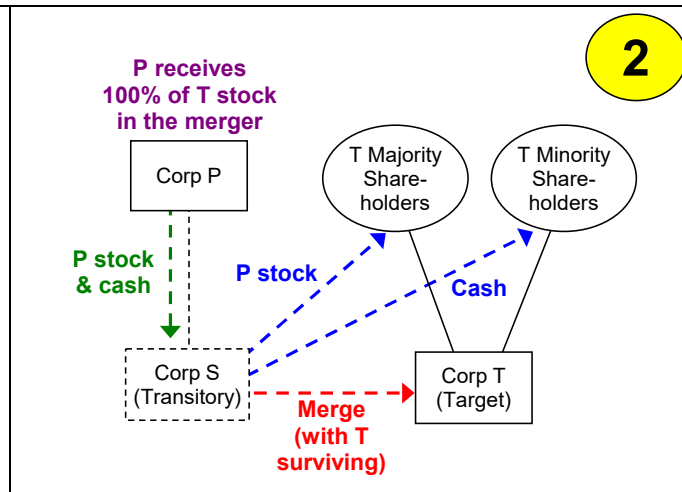 2
P receives
100% of T stock
in the merger
Corp P
T Majority
Share-
holders
T Minority
Share-
holders
P stock
& cash
P stock
Cash
Corp S
(Transitory)
Corp T
(Target)
Merge
(with T
surviving)